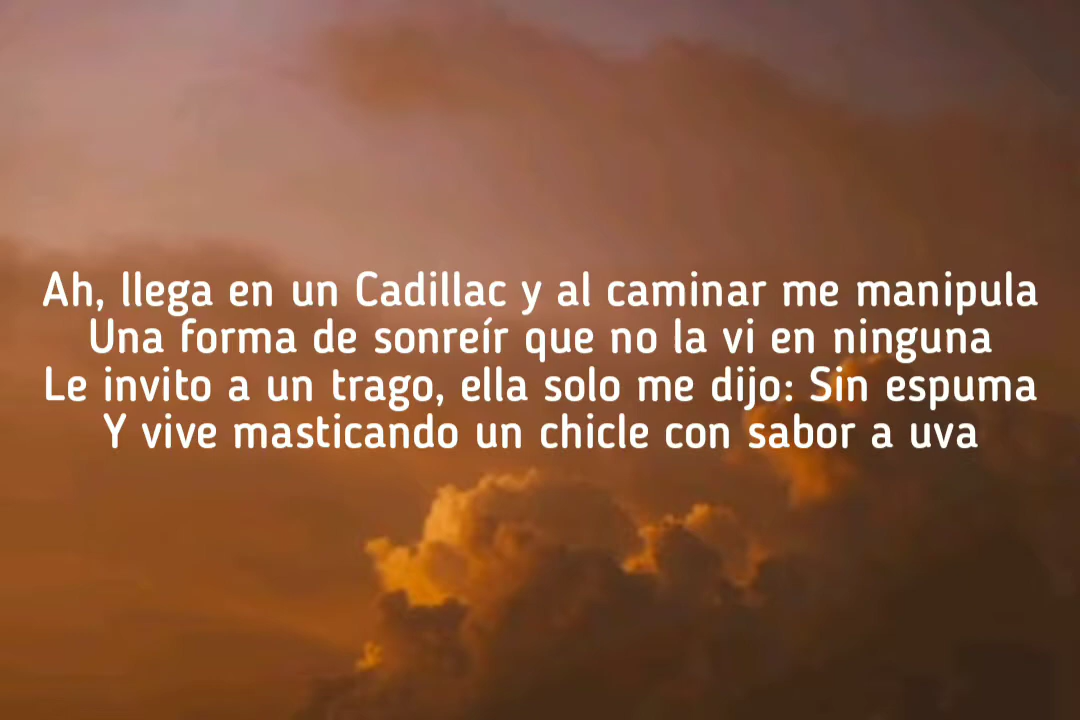 Ah, llega en un Cadillac y al caminar me manipula
Una forma de sonreír que no la vi en ninguna
Le invito a un trago, ella solo me dijo: Sin espuma
Y vive masticando un chicle con sabor a uva